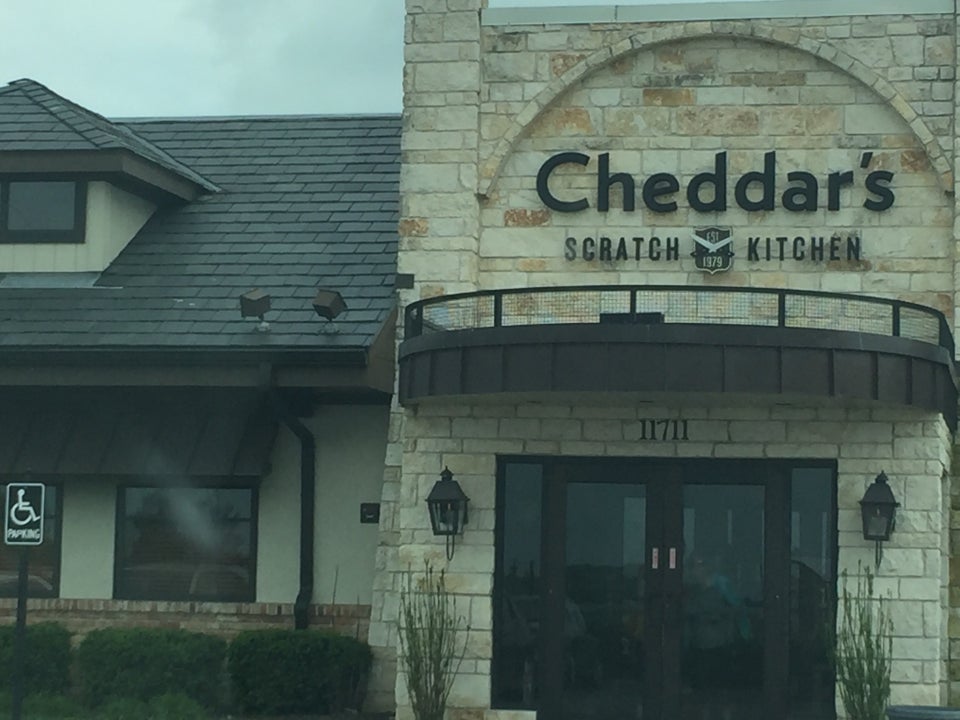 Cheddar's
SCRATCH EST 1979 KITCHEN
11711
PARKING